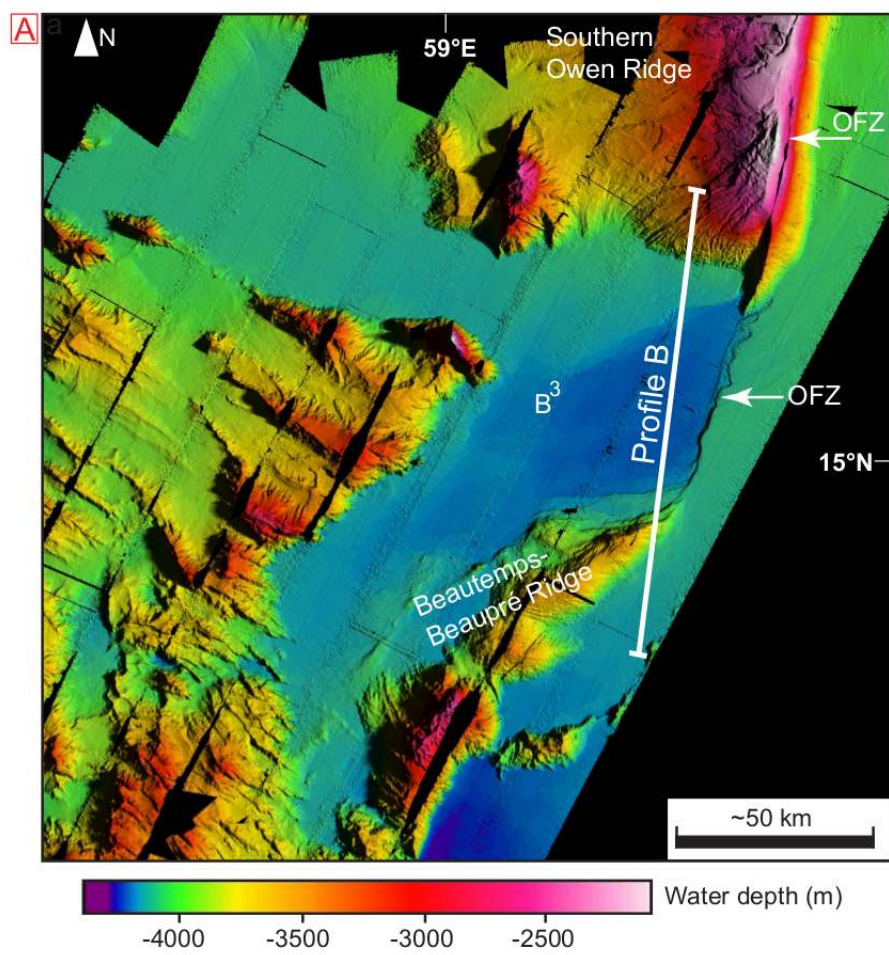 A a
N
59°E
Southern
Owen Ridge
OFZ
B³
Profile B
OFZ
15°N
Beautemps-
Beaupré Ridge
~50 km
Water depth (m)
-4000 -3500 -3000 -2500